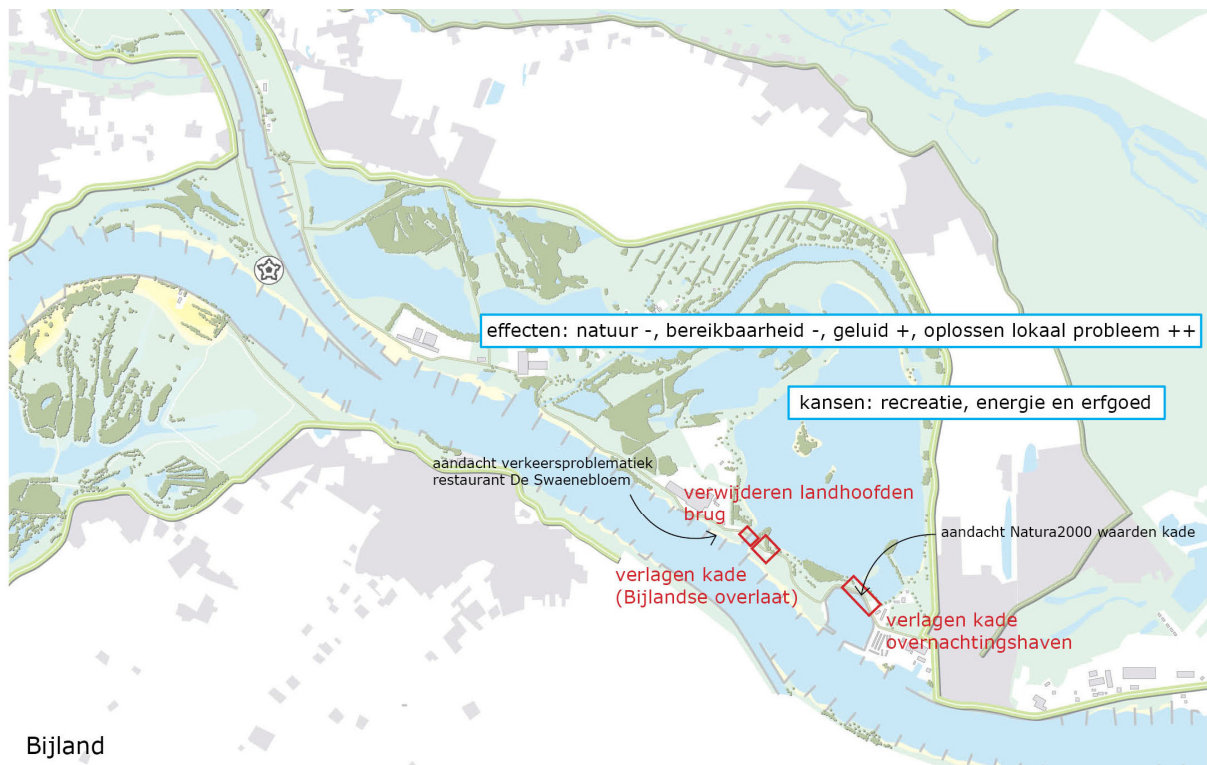 effecten: natuur -, bereikbaarheid -, geluid +, oplossen lokaal probleem ++
kansen: recreatie, energie en erfgoed
aandacht verkeersproblematiek
restaurant De Swaenebloem
verwijderen landhoofden
brug
aandacht Natura2000 waarden kade
verlagen kade
(Bijlandse overlaat)
verlagen kade
overnachtingshaven
Bijland